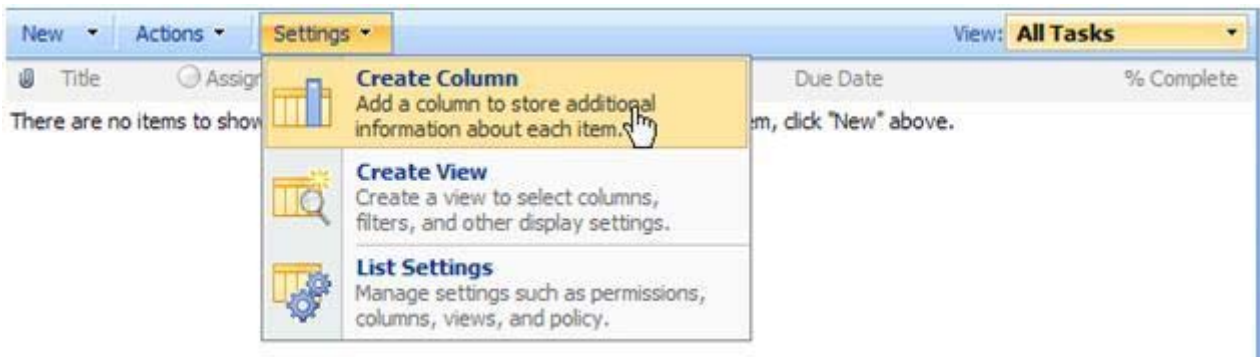 New Actions Settings View: All Tasks
Title Assign Due Date % Complete
There are no items to show em, click "New" above.
Create Column
Add a column to store additional
information about each item.
Create View
Create a view to select columns,
filters, and other display settings.
List Settings
Manage settings such as permissions,
columns, views, and policy.